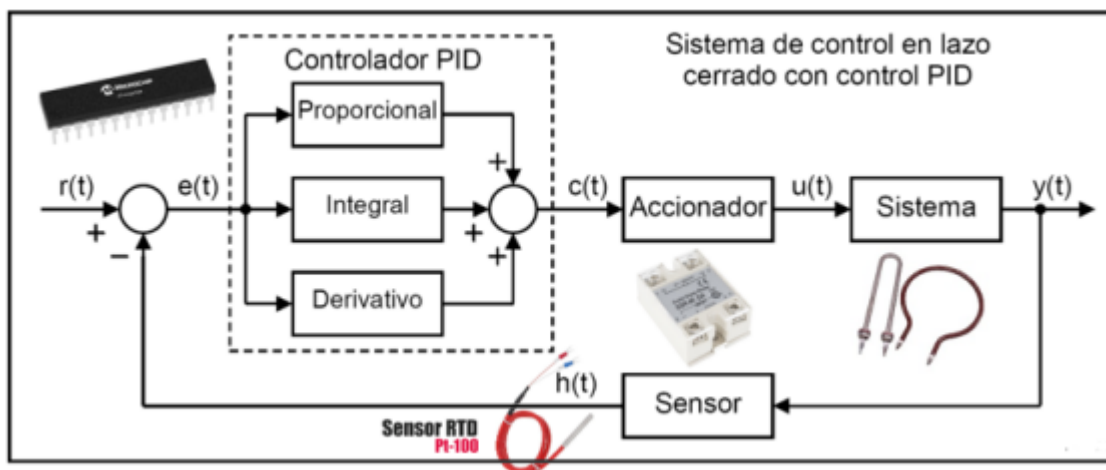 Controlador PID
Sistema de control en lazo
cerrado con control PID
MICROCHIP
Proporcional
r(t)
e(t)
Integral
c(t)
Accionador
u(t)
Sistema
y(t)
+
−
+
+
+
Derivativo
h(t)
Sensor
Sensor RTD
Pt-100